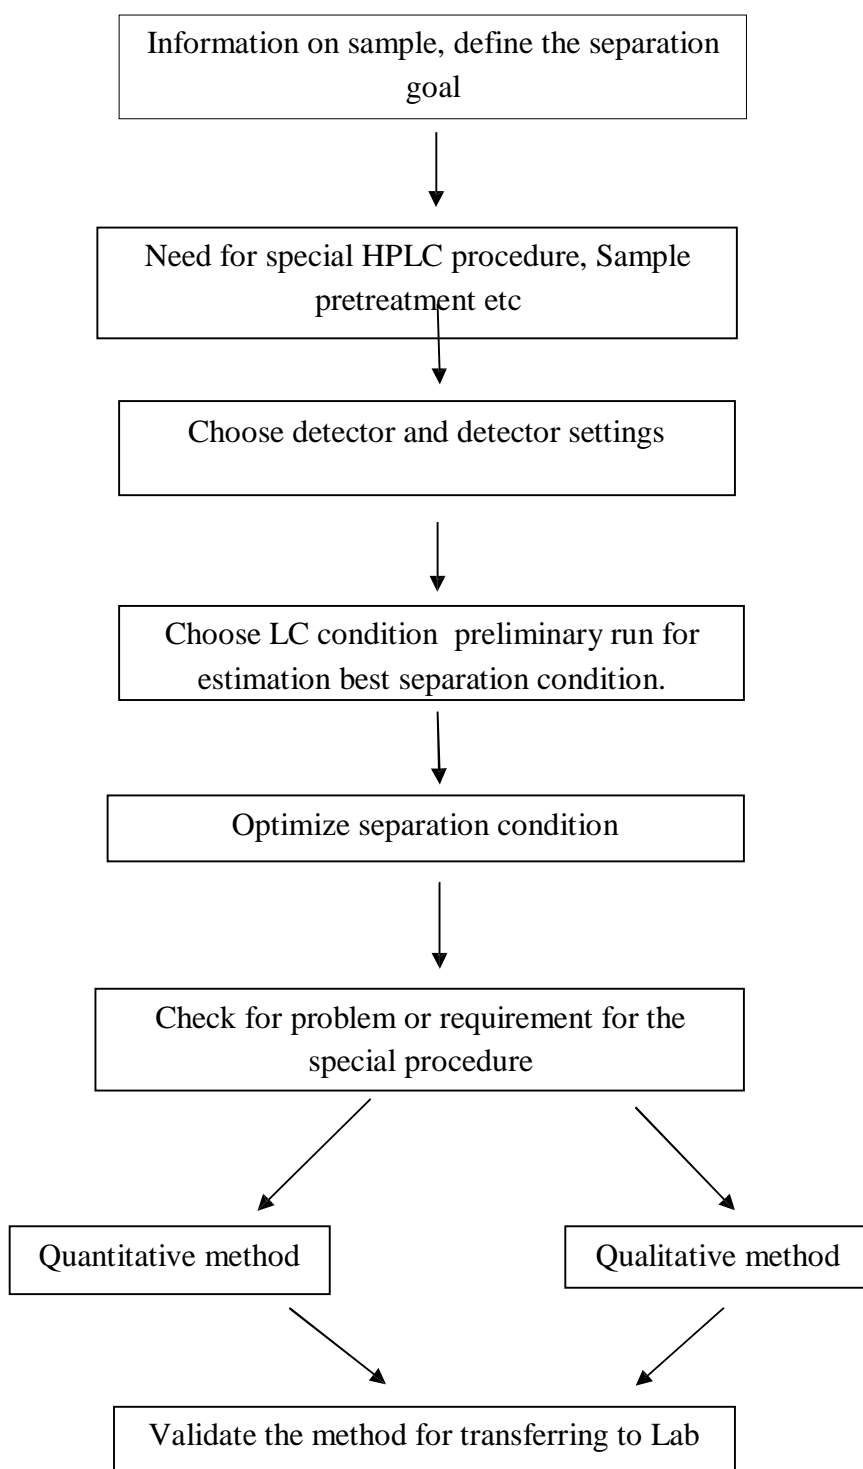 Information on sample, define the separation
goal
Need for special HPLC procedure, Sample
pretreatment etc
Choose detector and detector settings
Choose LC condition  preliminary run for
estimation best separation condition.
Optimize separation condition
Check for problem or requirement for the
special procedure
Quantitative method
Qualitative method
Validate the method for transferring to Lab